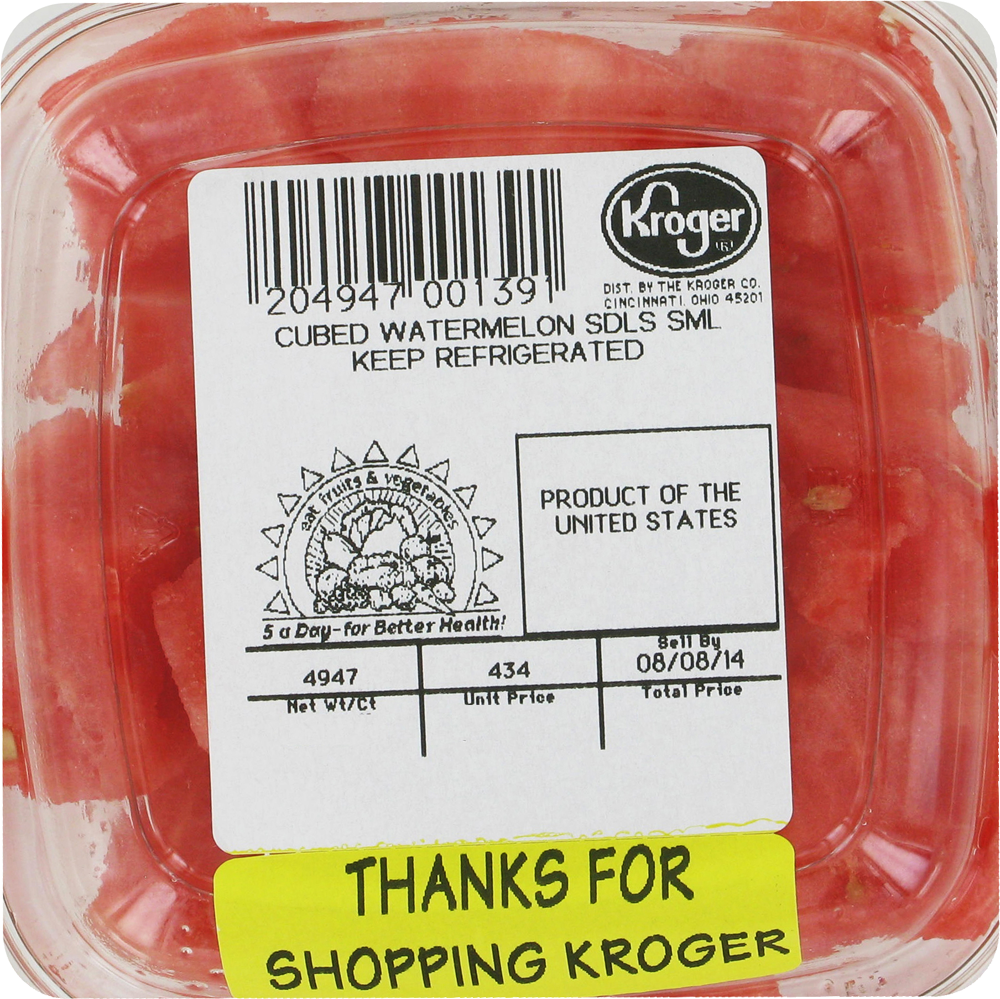 Kroger
204947 001391
DIST. BY THE KROGER CO.
CINCINNATI, OHIO 45201
CUBED WATERMELON SDLS SML
KEEP REFRIGERATED
eat fruits & vegetables
5 a Day-for Better Health!
PRODUCT OF THE
UNITED STATES
Sell By
4947 434 08/08/14
Net Wt/Ct Unit Price Total Price
THANKS FOR
SHOPPING KROGER